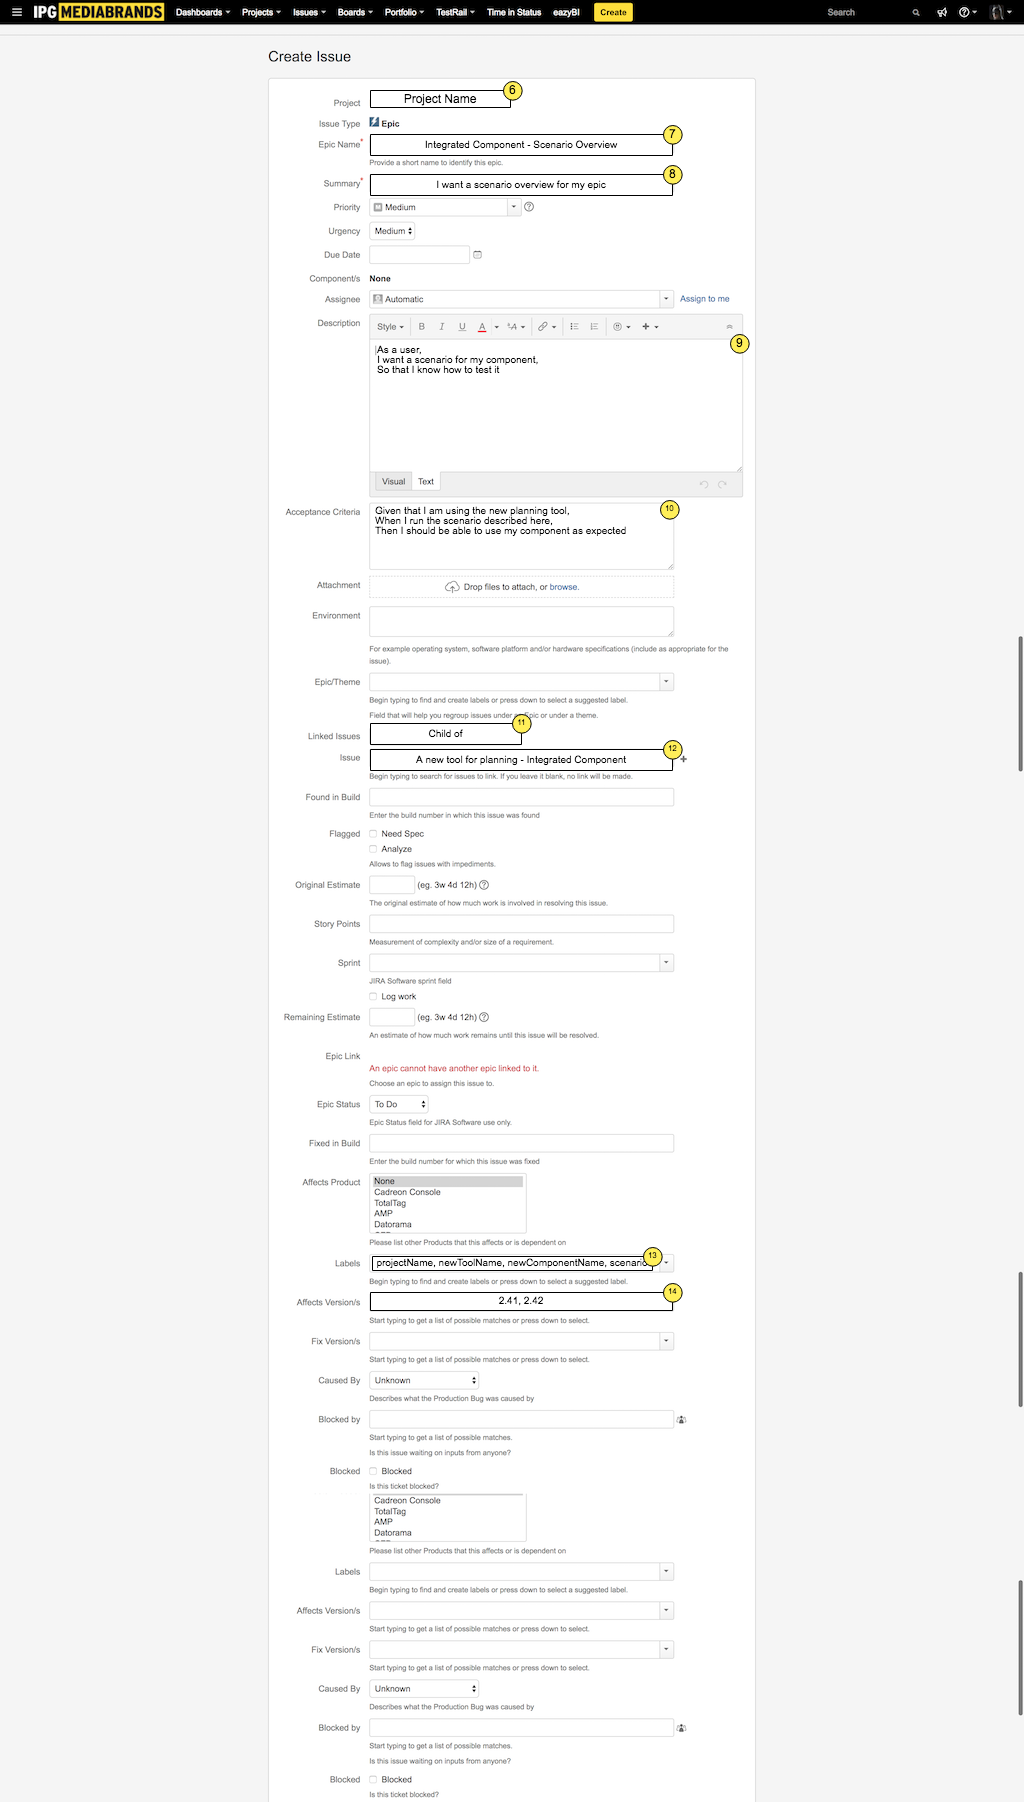 IPG MEDIABRANDS Dashboards Projects Issues Boards Portfolio TestRail Time in Status eazyBI Create Search
Create Issue
6
Project Project Name
Issue Type Epic
7
Epic Name* Integrated Component - Scenario Overview
Provide a short name to identify this epic.
8
Summary* I want a scenario overview for my epic
Priority Medium
Urgency Medium
Due Date
Component/s None
Assignee Automatic Assign to me
Description Style B I U A
9
As a user,
I want a scenario for my component,
So that I know how to test it
Visual Text
10
Acceptance Criteria Given that I am using the new planning tool,
When I run the scenario described here,
Then I should be able to use my component as expected
Attachment Drop files to attach, or browse.
Environment
For example operating system, software platform and/or hardware specifications (include as appropriate for the
issue).
Epic/Theme
Begin typing to find and create labels or press down to select a suggested label.
Field that will help you regroup issues under an Epic or under a theme.
11
Linked Issues Child of
12
Issue A new tool for planning - Integrated Component
Begin typing to search for issues to link. If you leave it blank, no link will be made.
Found in Build
Enter the build number in which this issue was found
Flagged Need Spec
Analyze
Allows to flag issues with impediments.
Original Estimate (eg. 3w 4d 12h)
The original estimate of how much work is involved in resolving this issue.
Story Points
Measurement of complexity and/or size of a requirement.
Sprint
JIRA Software sprint field
Log work
Remaining Estimate (eg. 3w 4d 12h)
An estimate of how much work remains until this issue will be resolved.
Epic Link
An epic cannot have another epic linked to it.
Choose an epic to assign this issue to.
Epic Status To Do
Epic Status field for JIRA Software use only.
Fixed in Build
Enter the build number for which this issue was fixed
Affects Product None
Cadreon Console
TotalTag
AMP
Datorama
Please list other Products that this affects or is dependent on
13
Labels projectName, newToolName, newComponentName, scenario
Begin typing to find and create labels or press down to select a suggested label.
14
Affects Version/s 2.41, 2.42
Start typing to get a list of possible matches or press down to select.
Fix Version/s
Start typing to get a list of possible matches or press down to select.
Caused By Unknown
Describes what the Production Bug was caused by
Blocked by
Start typing to get a list of possible matches.
Is this issue waiting on inputs from anyone?
Blocked Blocked
Is this ticket blocked?
Cadreon Console
TotalTag
AMP
Datorama
Please list other Products that this affects or is dependent on
Labels
Begin typing to find and create labels or press down to select a suggested label.
Affects Version/s
Start typing to get a list of possible matches or press down to select.
Fix Version/s
Start typing to get a list of possible matches or press down to select.
Caused By Unknown
Describes what the Production Bug was caused by
Blocked by
Start typing to get a list of possible matches.
Is this issue waiting on inputs from anyone?
Blocked Blocked
Is this ticket blocked?